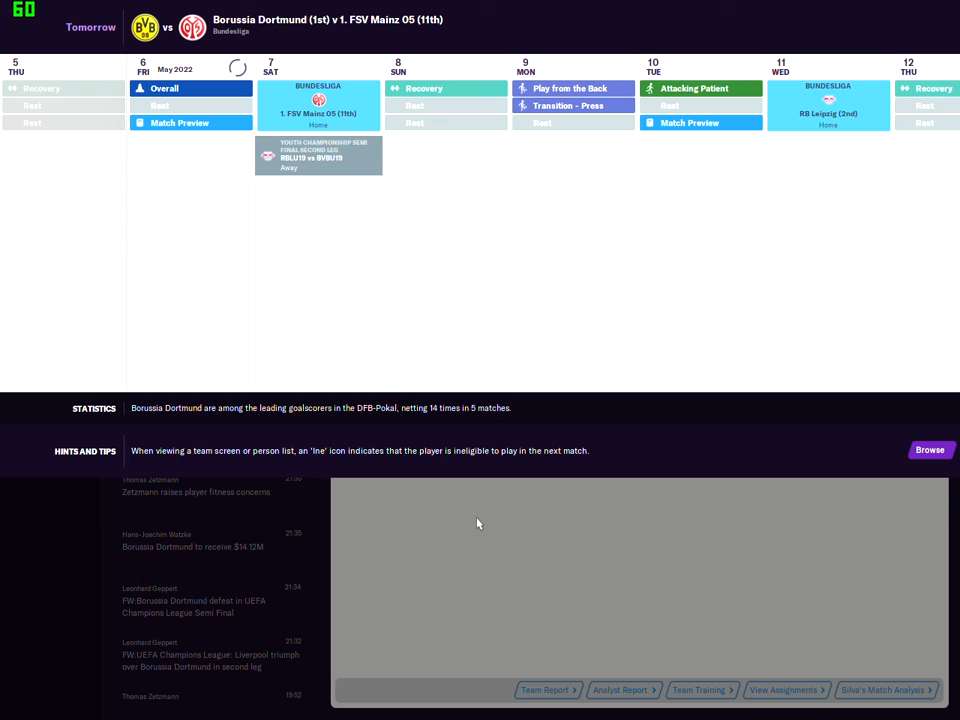 60
Tomorrow
vs
Borussia Dortmund (1st) v 1. FSV Mainz 05 (11th)
Bundesliga
5
THU
6
FRI
May 2022
7
SAT
8
SUN
9
MON
10
TUE
11
WED
12
THU
Recovery
Rest
Rest
Overall
Rest
Match Preview
BUNDESLIGA
1. FSV Mainz 05 (11th)
Home
Recovery
Rest
Rest
Play from the Back
Transition - Press
Rest
Attacking Patient
Rest
Match Preview
BUNDESLIGA
RB Leipzig (2nd)
Home
Recovery
Rest
Rest
YOUTH CHAMPIONSHIP SEMI
FINAL SECOND LEG
RBLU19 vs BVBU19
Away
STATISTICS
Borussia Dortmund are among the leading goalscorers in the DFB-Pokal, netting 14 times in 5 matches.
HINTS AND TIPS
When viewing a team screen or person list, an 'Ine' icon indicates that the player is ineligible to play in the next match.
Browse
Thomas Zetzmann
Zetzmann raises player fitness concerns
Hans-Joachim Watzke
21:35
Borussia Dortmund to receive $14.12M
Leonhard Geppert
21:34
FW:Borussia Dortmund defeat in UEFA
Champions League Semi Final
Leonhard Geppert
21:32
FW:UEFA Champions League: Liverpool triumph
over Borussia Dortmund in second leg
Thomas Zetzmann
19:52
Team Report
Analyst Report
Team Training
View Assignments
Silva's Match Analysis